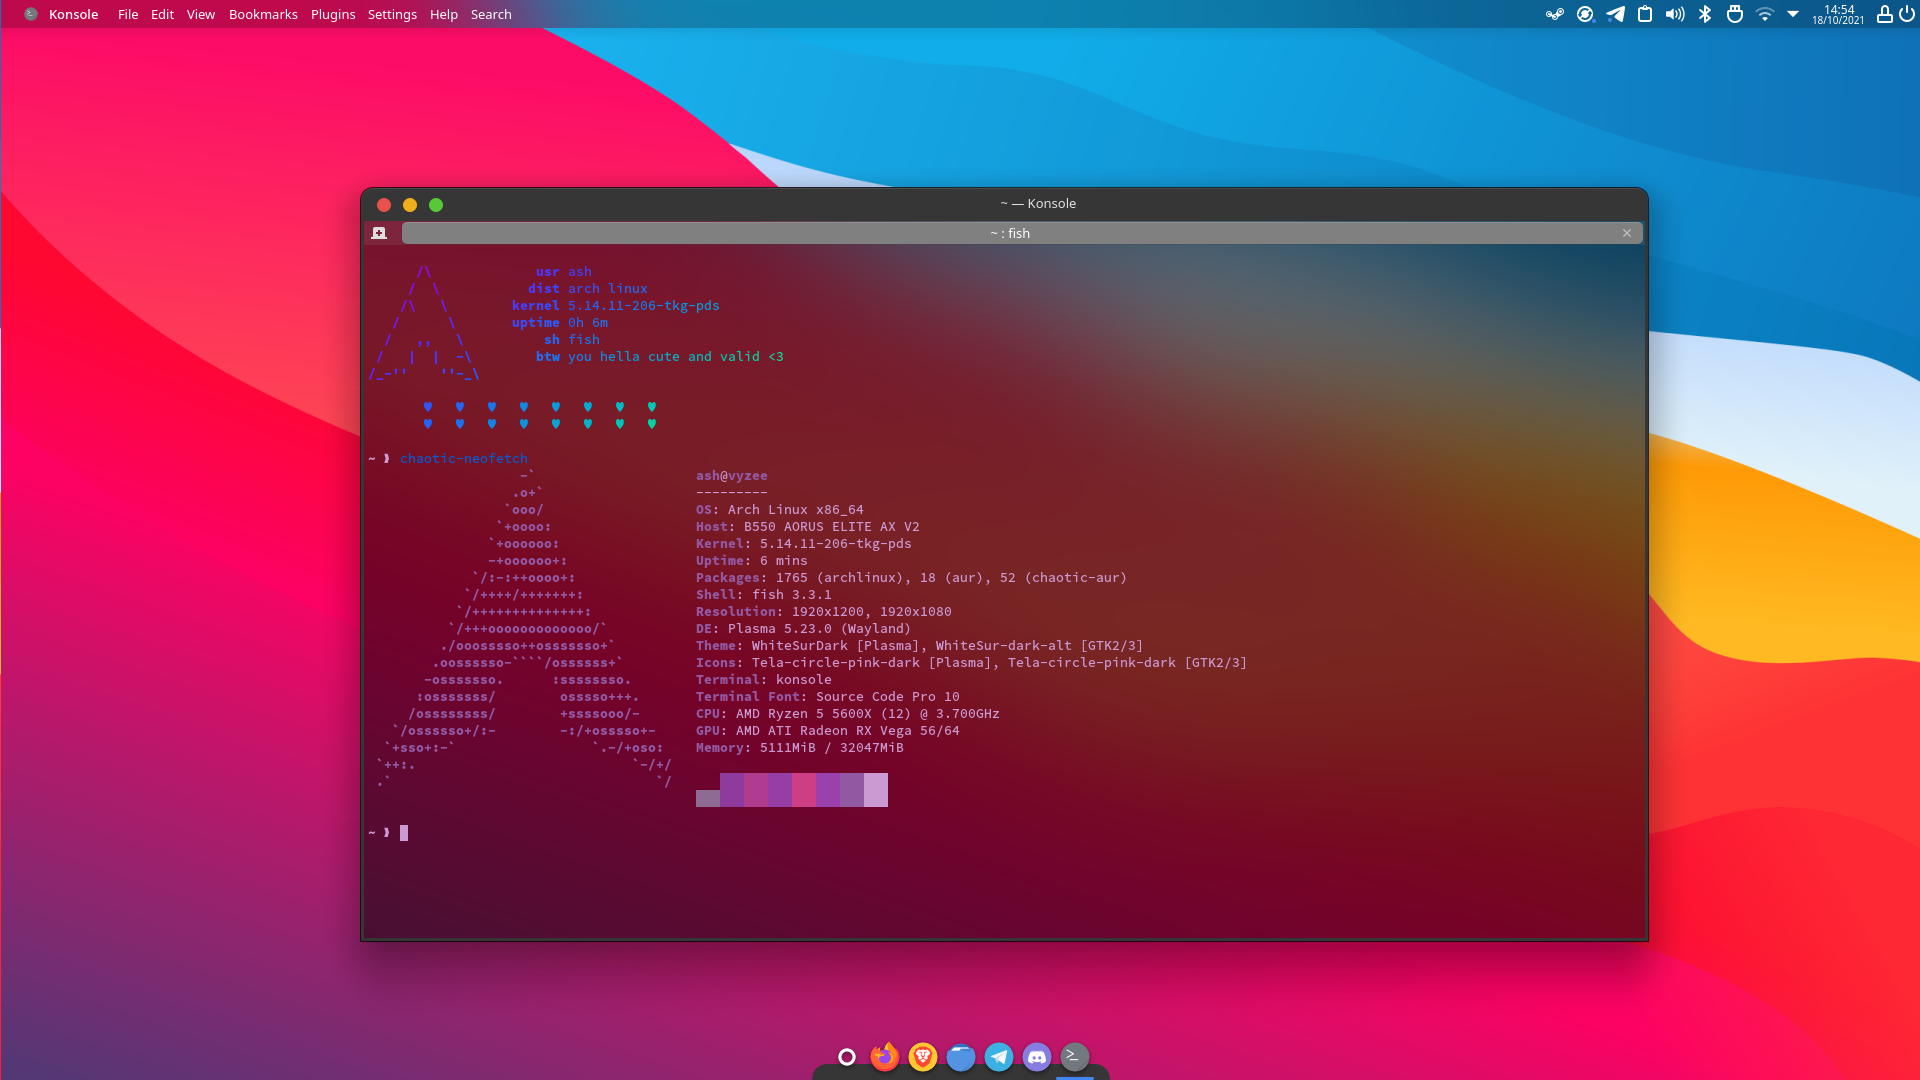 Konsole File Edit View Bookmarks Plugins Settings Help Search
14:54
18/10/2021
~ — Konsole
~ : fish
usr ash
dist arch linux
kernel 5.14.11-206-tkg-pds
uptime 0h 6m
sh fish
btw you hella cute and valid <3
~ ❱ chaotic-neofetch
ash@vyzee
---------
OS: Arch Linux x86_64
Host: B550 AORUS ELITE AX V2
Kernel: 5.14.11-206-tkg-pds
Uptime: 6 mins
Packages: 1765 (archlinux), 18 (aur), 52 (chaotic-aur)
Shell: fish 3.3.1
Resolution: 1920x1200, 1920x1080
DE: Plasma 5.23.0 (Wayland)
Theme: WhiteSurDark [Plasma], WhiteSur-dark-alt [GTK2/3]
Icons: Tela-circle-pink-dark [Plasma], Tela-circle-pink-dark [GTK2/3]
Terminal: konsole
Terminal Font: Source Code Pro 10
CPU: AMD Ryzen 5 5600X (12) @ 3.700GHz
GPU: AMD ATI Radeon RX Vega 56/64
Memory: 5111MiB / 32047MiB
~ ❱